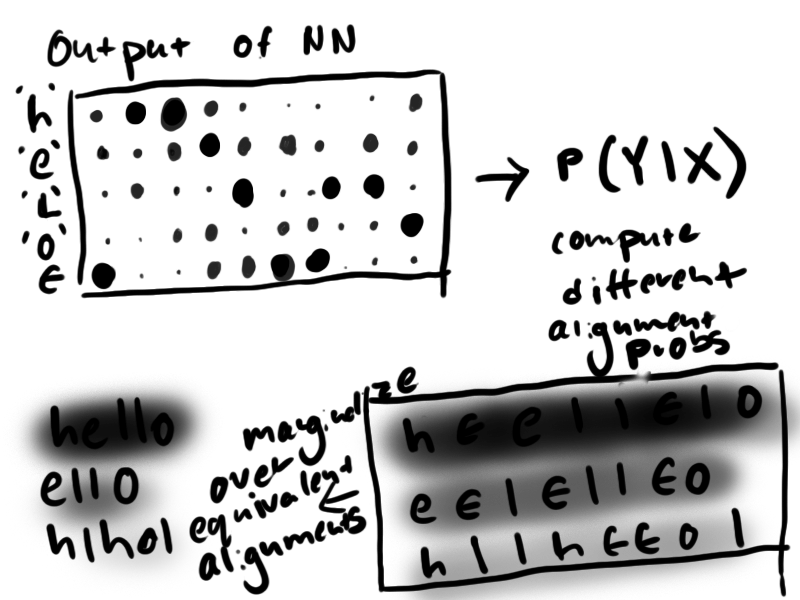 Output of NN
'h'
'e'
'L'
'o'
ϵ
→ P(Y|X)
compute
different
alignment
probs
h ϵ e l l ϵ l o
e ϵ l ϵ l l ϵ o
h l l h ϵ ϵ o l
marginalize
over
equivalent
alignments
hello
ello
hlhol